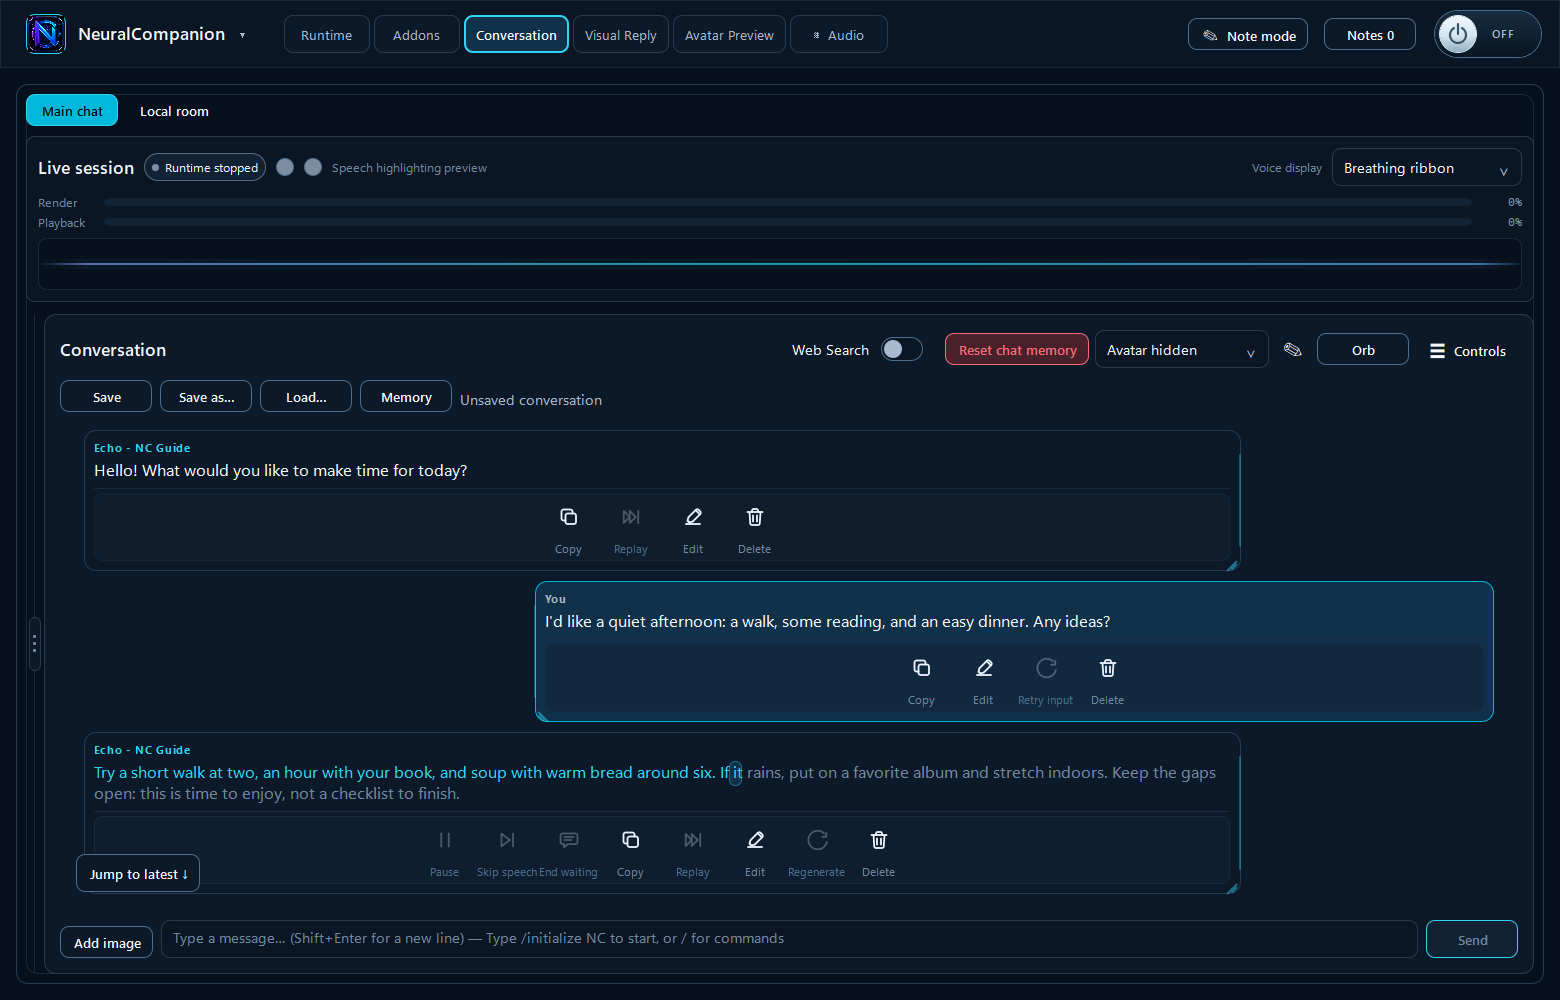 NeuralCompanion
Runtime
Addons
Conversation
Visual Reply
Avatar Preview
Audio
Note mode
Notes 0
OFF
Main chat
Local room
Live session
Runtime stopped
Speech highlighting preview
Voice display
Breathing ribbon
Render
0%
Playback
0%
Conversation
Web Search
Reset chat memory
Avatar hidden
Orb
Controls
Save
Save as...
Load...
Memory
Unsaved conversation
Echo - NC Guide
Hello! What would you like to make time for today?
Copy
Replay
Edit
Delete
You
I'd like a quiet afternoon: a walk, some reading, and an easy dinner. Any ideas?
Copy
Edit
Retry input
Delete
Echo - NC Guide
Try a short walk at two, an hour with your book, and soup with warm bread around six. If it rains, put on a favorite album and stretch indoors. Keep the gaps
open: this is time to enjoy, not a checklist to finish.
Pause
Skip speech
End waiting
Copy
Replay
Edit
Regenerate
Delete
Jump to latest ↓
Add image
Type a message... (Shift+Enter for a new line) — Type /initialize NC to start, or / for commands
Send